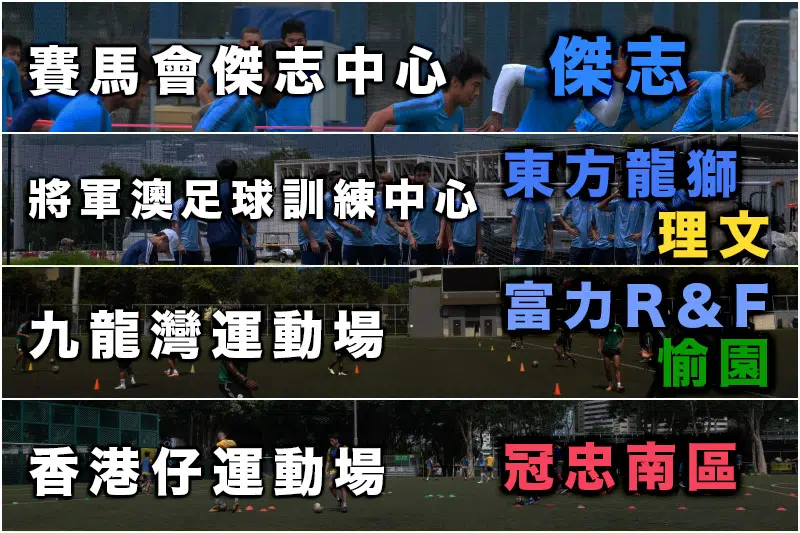 賽馬會傑志中心
傑志
將軍澳足球訓練中心
東方龍獅
理文
九龍灣運動場
富力R&F
愉園
香港仔運動場
冠忠南區